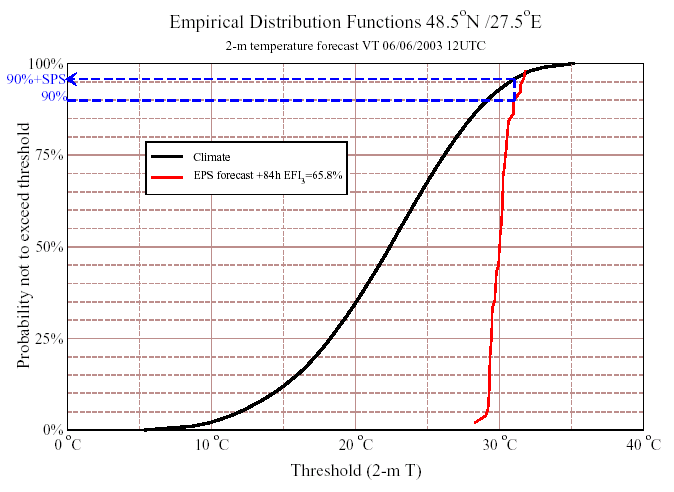 Empirical Distribution Functions 48.5°N /27.5°E
2-m temperature forecast VT 06/06/2003 12UTC
100%
90%+SPS
90%
75%
50%
25%
0%
Probability not to exceed threshold
Climate
EPS forecast +84h EFI₃=65.8%
0 °C 10 °C 20 °C 30 °C 40 °C
Threshold (2-m T)